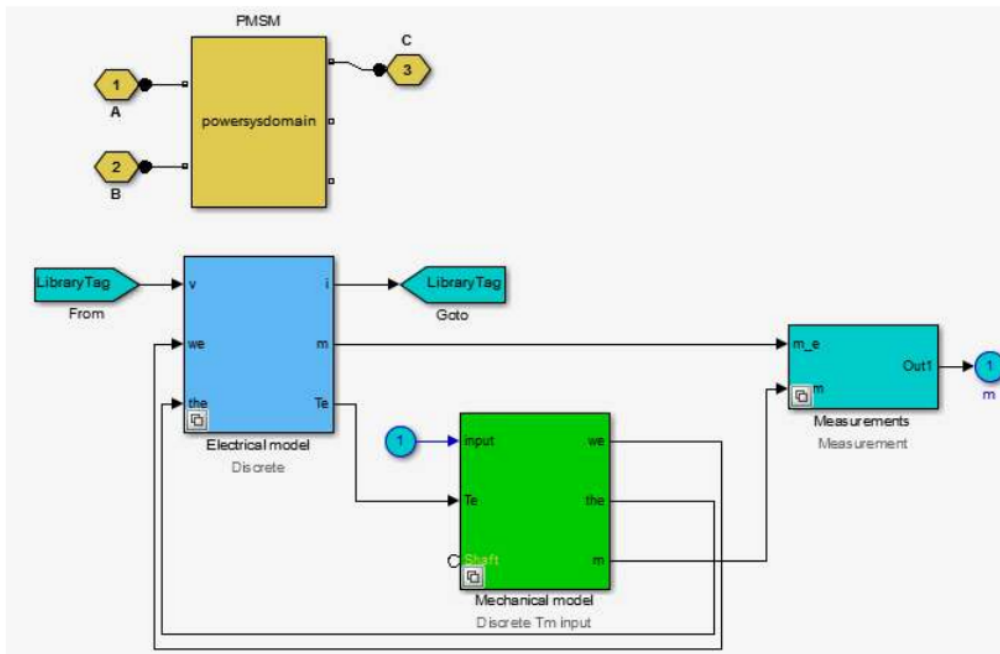 PMSM
C
3
1
A
powersysdomain
2
B
LibraryTag
From
v
i
LibraryTag
Goto
we
m
the
Te
Electrical model
Discrete
m_e
Out1
m
1
m
Measurements
Measurement
1
input
we
Te
the
Shaft
m
Mechanical model
Discrete Tm input